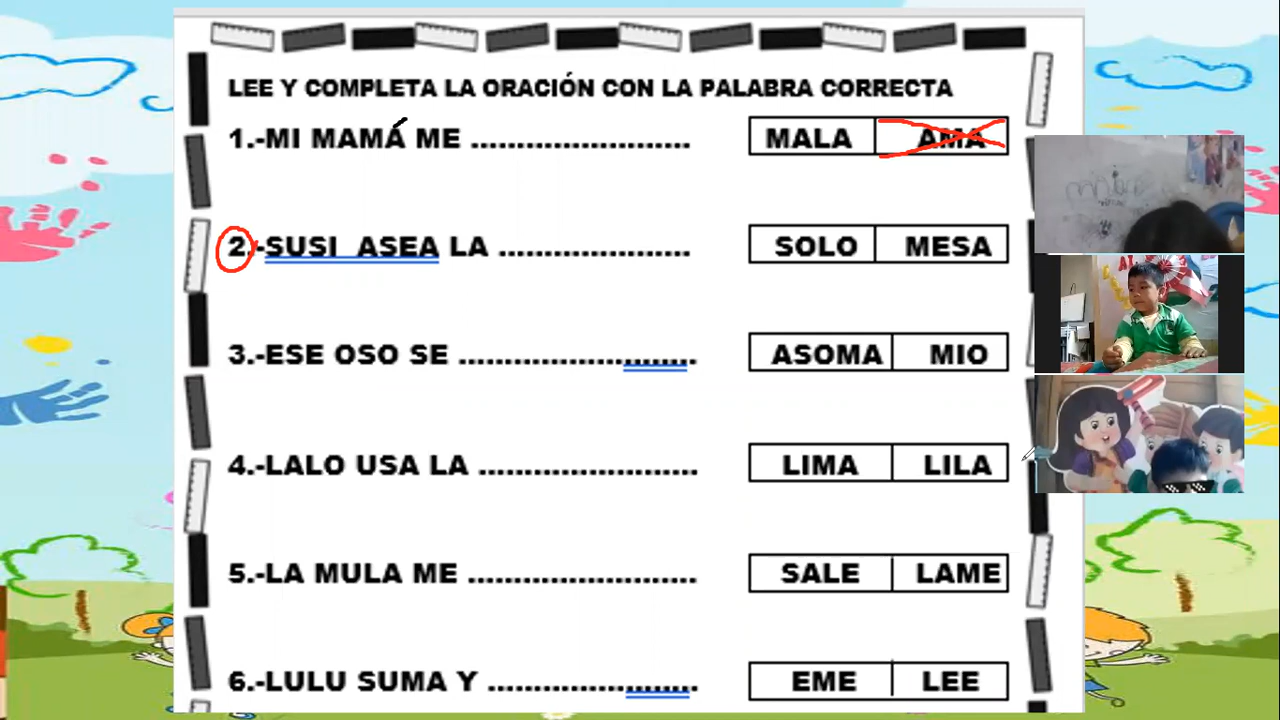 LEE Y COMPLETA LA ORACIÓN CON LA PALABRA CORRECTA
1.-MI MAMÁ ME ....................... MALA AMA
2.-SUSI ASEA LA .................... SOLO MESA
3.-ESE OSO SE ......................... ASOMA MIO
4.-LALO USA LA ....................... LIMA LILA
5.-LA MULA ME ........................ SALE LAME
6.-LULU SUMA Y ...................... EME LEE